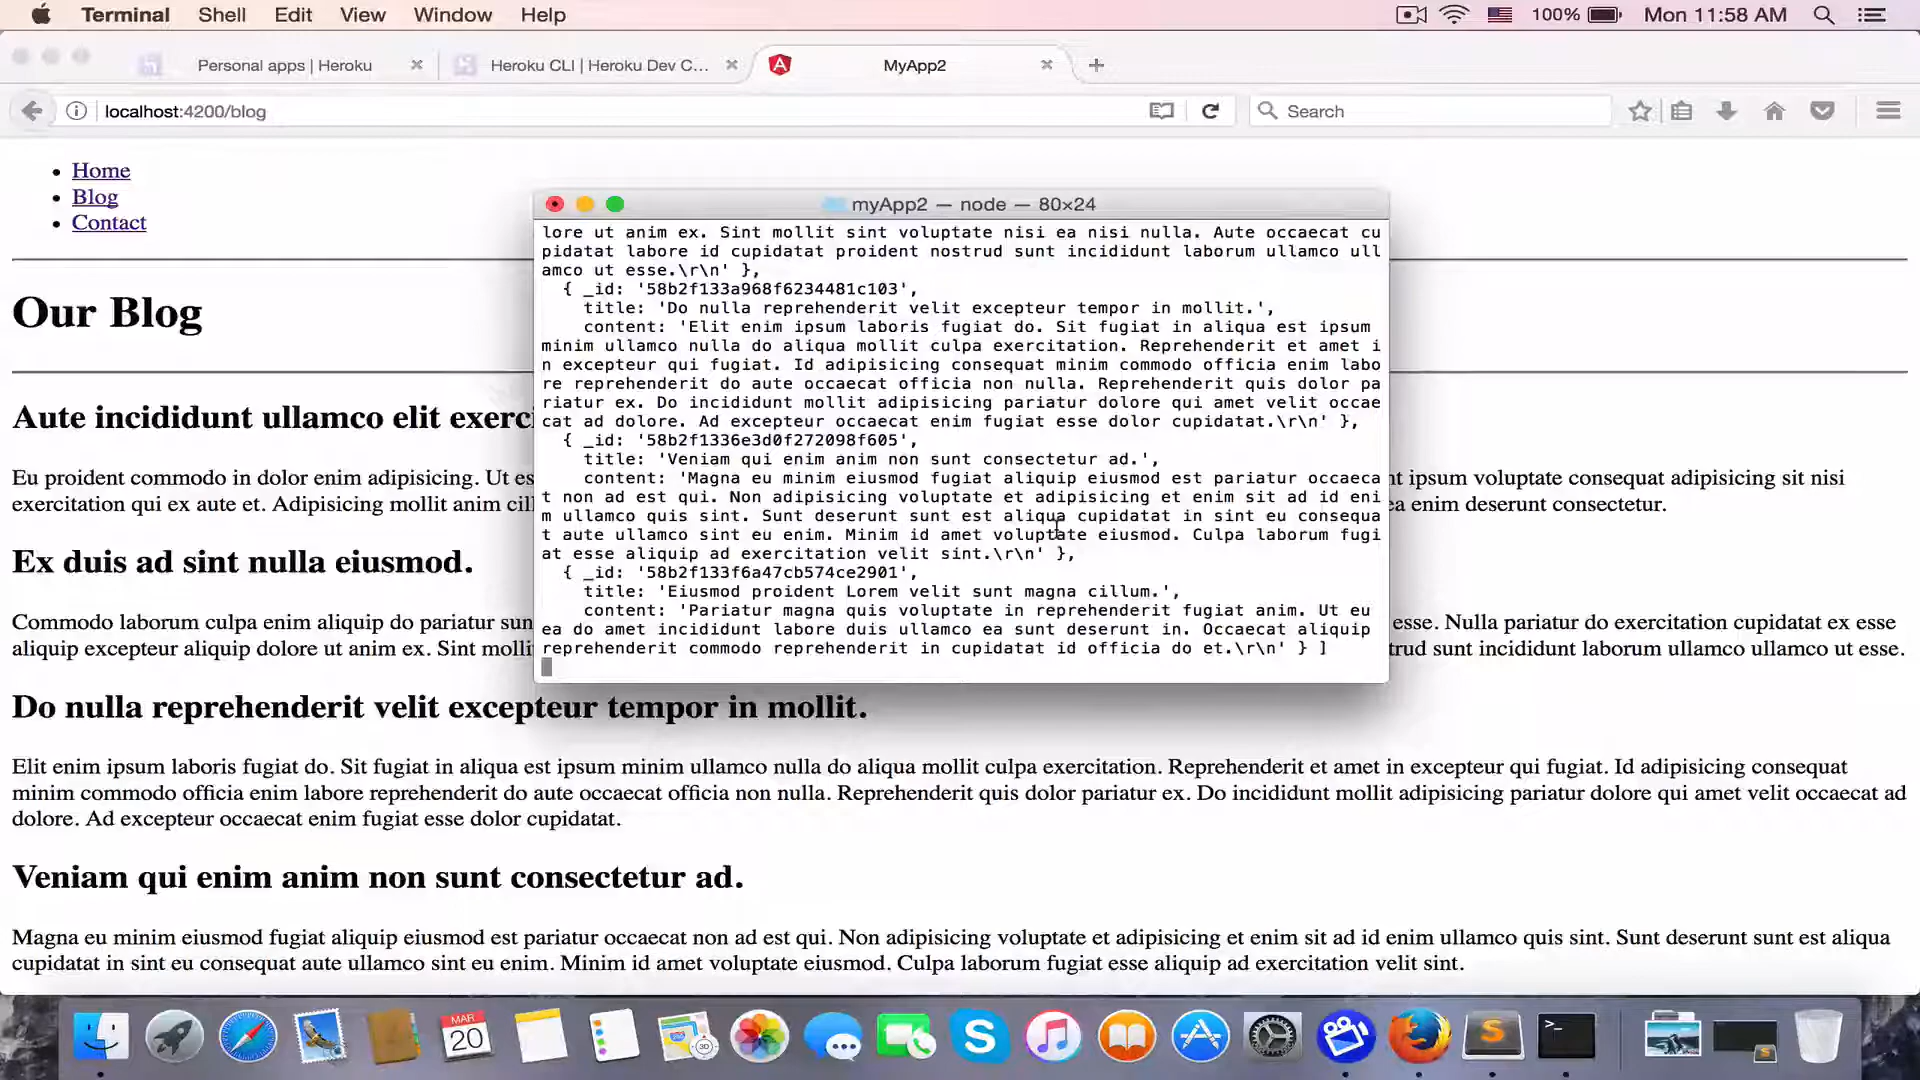 Terminal Shell Edit View Window Help 100% Mon 11:58 AM
Personal apps | Heroku Heroku CLI | Heroku Dev C... MyApp2
localhost:4200/blog Search
Home
Blog
Contact
Our Blog
Aute incididunt ullamco elit exerci
Eu proident commodo in dolor enim adipisicing. Ut es nt ipsum voluptate consequat adipisicing sit nisi
exercitation qui ex aute et. Adipisicing mollit anim cil ea enim deserunt consectetur.
Ex duis ad sint nulla eiusmod.
Commodo laborum culpa enim aliquip do pariatur sun esse. Nulla pariatur do exercitation cupidatat ex esse
aliquip excepteur aliquip dolore ut anim ex. Sint molli trud sunt incididunt laborum ullamco ullamco ut esse.
Do nulla reprehenderit velit excepteur tempor in mollit.
Elit enim ipsum laboris fugiat do. Sit fugiat in aliqua est ipsum minim ullamco nulla do aliqua mollit culpa exercitation. Reprehenderit et amet in excepteur qui fugiat. Id adipisicing consequat
minim commodo officia enim labore reprehenderit do aute occaecat officia non nulla. Reprehenderit quis dolor pariatur ex. Do incididunt mollit adipisicing pariatur dolore qui amet velit occaecat ad
dolore. Ad excepteur occaecat enim fugiat esse dolor cupidatat.
Veniam qui enim anim non sunt consectetur ad.
Magna eu minim eiusmod fugiat aliquip eiusmod est pariatur occaecat non ad est qui. Non adipisicing voluptate et adipisicing et enim sit ad id enim ullamco quis sint. Sunt deserunt sunt est aliqua
cupidatat in sint eu consequat aute ullamco sint eu enim. Minim id amet voluptate eiusmod. Culpa laborum fugiat esse aliquip ad exercitation velit sint.
myApp2 — node — 80×24
lore ut anim ex. Sint mollit sint voluptate nisi ea nisi nulla. Aute occaecat cu
pidatat labore id cupidatat proident nostrud sunt incididunt laborum ullamco ull
amco ut esse.\r\n' },
{ _id: '58b2f133a968f6234481c103',
title: 'Do nulla reprehenderit velit excepteur tempor in mollit.',
content: 'Elit enim ipsum laboris fugiat do. Sit fugiat in aliqua est ipsum
minim ullamco nulla do aliqua mollit culpa exercitation. Reprehenderit et amet i
n excepteur qui fugiat. Id adipisicing consequat minim commodo officia enim labo
re reprehenderit do aute occaecat officia non nulla. Reprehenderit quis dolor pa
riatur ex. Do incididunt mollit adipisicing pariatur dolore qui amet velit occae
cat ad dolore. Ad excepteur occaecat enim fugiat esse dolor cupidatat.\r\n' },
{ _id: '58b2f1336e3d0f272098f605',
title: 'Veniam qui enim anim non sunt consectetur ad.',
content: 'Magna eu minim eiusmod fugiat aliquip eiusmod est pariatur occaeca
t non ad est qui. Non adipisicing voluptate et adipisicing et enim sit ad id eni
m ullamco quis sint. Sunt deserunt sunt est aliqua cupidatat in sint eu consequa
t aute ullamco sint eu enim. Minim id amet voluptate eiusmod. Culpa laborum fugi
at esse aliquip ad exercitation velit sint.\r\n' },
{ _id: '58b2f133f6a47cb574ce2901',
title: 'Eiusmod proident Lorem velit sunt magna cillum.',
content: 'Pariatur magna quis voluptate in reprehenderit fugiat anim. Ut eu
ea do amet incididunt labore duis ullamco ea sunt deserunt in. Occaecat aliquip
reprehenderit commodo reprehenderit in cupidatat id officia do et.\r\n' } ]
MAR
20